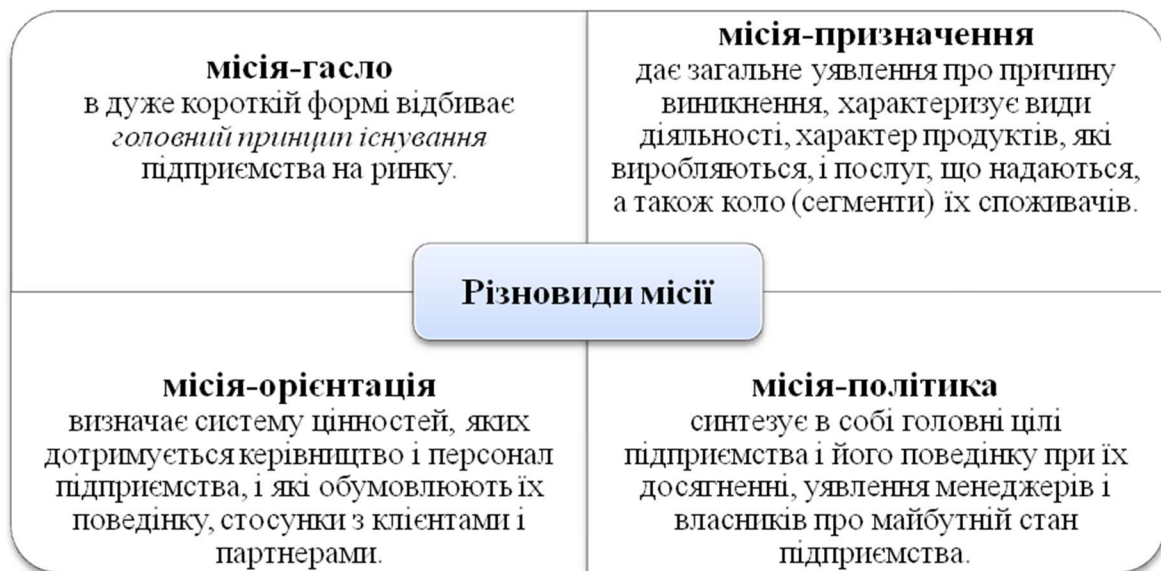 місія-гасло
в дуже короткій формі відбиває
головний принцип існування
підприємства на ринку.
місія-призначення
дає загальне уявлення про причину
виникнення, характеризує види
діяльності, характер продуктів, які
виробляються, і послуг, що надаються,
а також коло (сегменти) їх споживачів.
Різновиди місії
місія-орієнтація
визначає систему цінностей, яких
дотримується керівництво і персонал
підприємства, і які обумовлюють їх
поведінку, стосунки з клієнтами і
партнерами.
місія-політика
синтезує в собі головні цілі
підприємства і його поведінку при їх
досягненні, уявлення менеджерів і
власників про майбутній стан
підприємства.